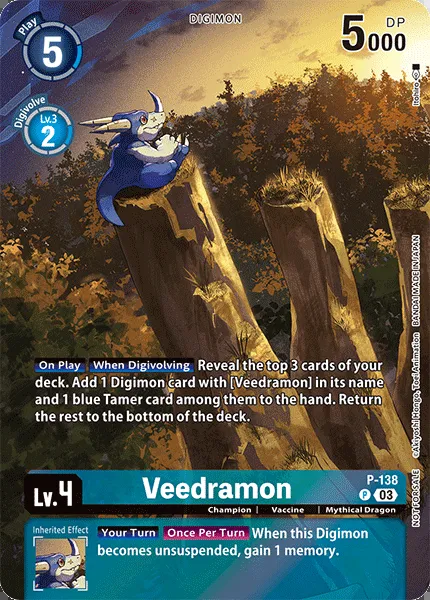 DIGIMON
Play
5
DP
5000
Digivolve
Lv.3
2
Itohiro
On Play When Digivolving Reveal the top 3 cards of your
deck. Add 1 Digimon card with [Veedramon] in its name
and 1 blue Tamer card among them to the hand. Return
the rest to the bottom of the deck.
NOT FOR SALE ©Akiyoshi Hongo, Toei Animation BANDAI MADE IN JAPAN
Lv.4
Veedramon
P-138
P 03
Champion | Vaccine | Mythical Dragon
Inherited Effect
Your Turn Once Per Turn When this Digimon
becomes unsuspended, gain 1 memory.